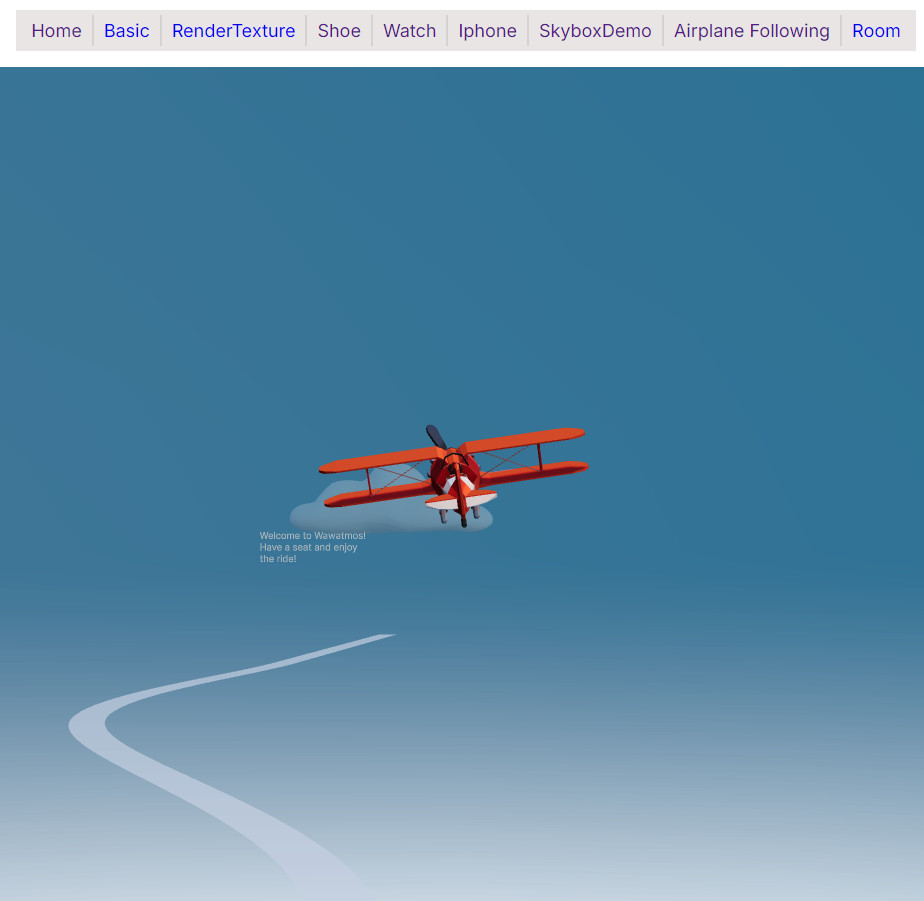 Home Basic RenderTexture Shoe Watch Iphone SkyboxDemo Airplane Following Room
Welcome to Wawatmos!
Have a seat and enjoy
the ride!